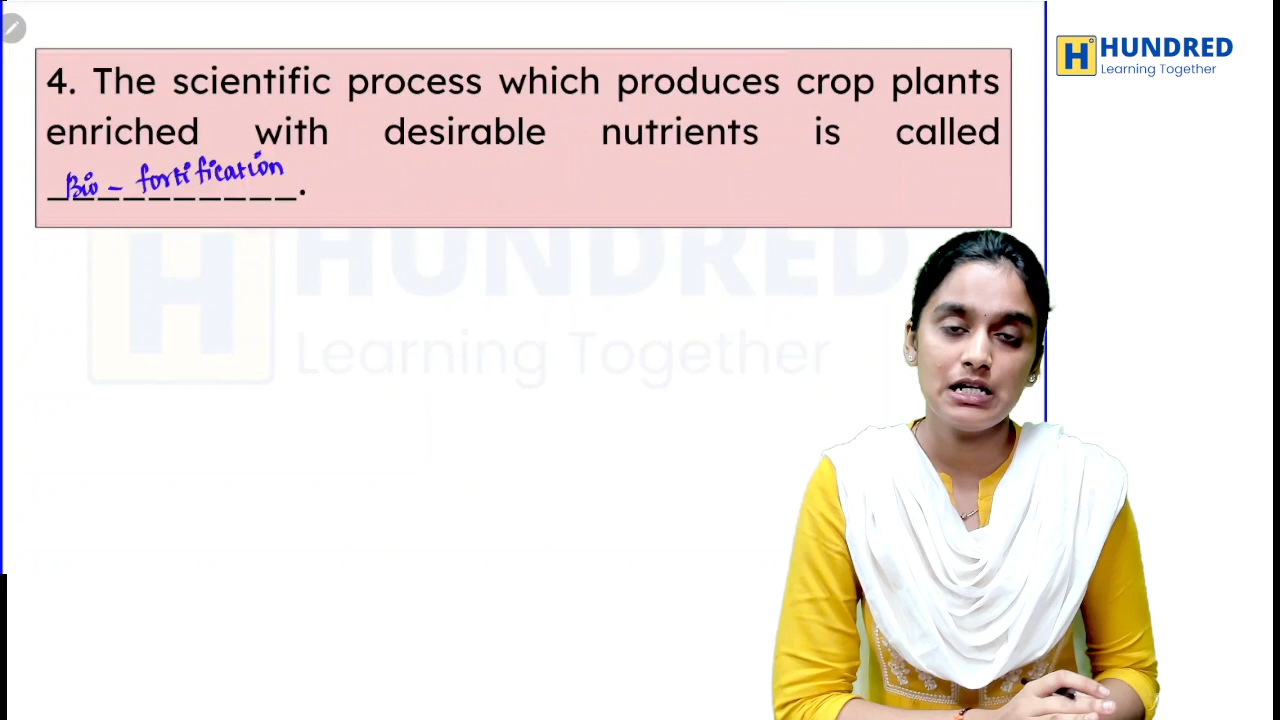 HUNDRED
Learning Together
4. The scientific process which produces crop plants
enriched with desirable nutrients is called
Bio - fortification.
HUNDRED
Learning Together